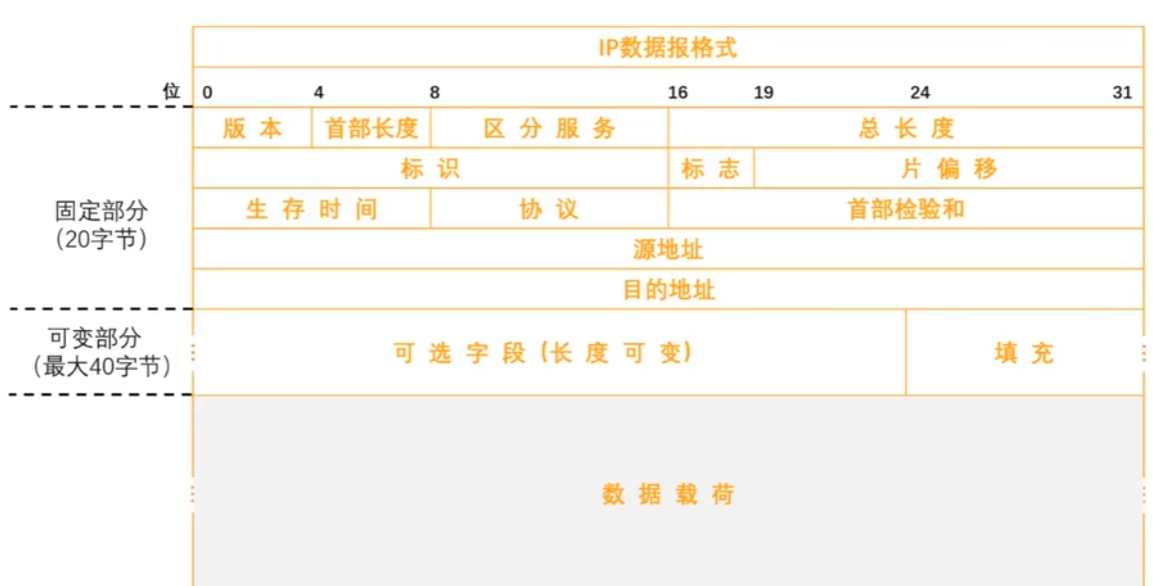 IP数据报格式
位 0 4 8 16 19 24 31
版 本 首部长度 区 分 服 务 总 长 度
标 识 标 志 片 偏 移
生 存 时 间 协 议 首部检验和
固定部分
（20字节）
源地址
目的地址
可变部分
（最大40字节）
可 选 字 段 (长 度 可 变) 填 充
数 据 载 荷